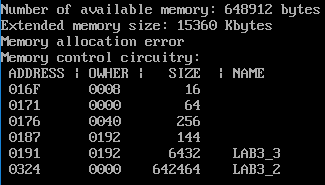 Number of available memory: 648912 bytes
Extended memory size: 15360 Kbytes
Memory allocation error
Memory control circuitry:
ADDRESS | OWHER | SIZE | NAME
016F 0008 16
0171 0000 64
0176 0040 256
0187 0192 144
0191 0192 6432 LAB3_3
0324 0000 642464 LAB3_2